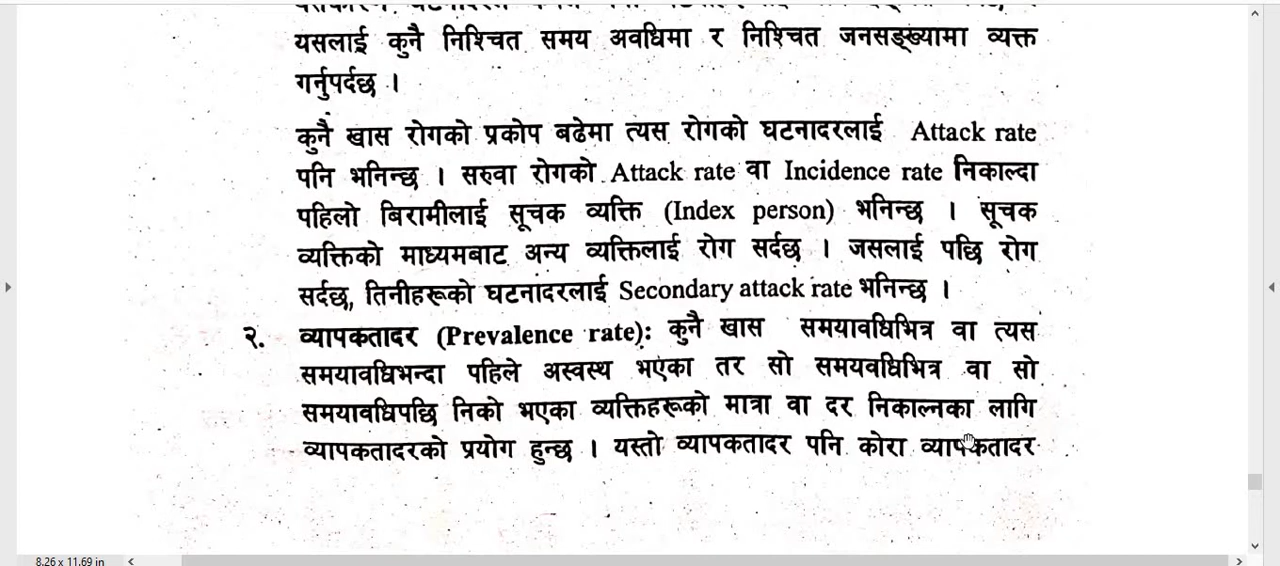 यसलाई कुनै निश्चित समय अवधिमा र निश्चित जनसङ्ख्यामा व्यक्त
गर्नुपर्दछ ।
कुनै खास रोगको प्रकोप बढेमा त्यस रोगको घटनादरलाई Attack rate
पनि भनिन्छ । सरुवा रोगको Attack rate वा Incidence rate निकाल्दा
पहिलो बिरामीलाई सूचक व्यक्ति (Index person) भनिन्छ । सूचक
व्यक्तिको माध्यमबाट अन्य व्यक्तिलाई रोग सर्दछ । जसलाई पछि रोग
सर्दछ, तिनीहरूको घटनादरलाई Secondary attack rate भनिन्छ ।
२. व्यापकतादर (Prevalence rate): कुनै खास समयावधिभित्र वा त्यस
समयावधिभन्दा पहिले अस्वस्थ भएका तर सो समयवधिभित्र वा सो
समयावधिपछि निको भएका व्यक्तिहरूको मात्रा वा दर निकाल्नका लागि
व्यापकतादरको प्रयोग हुन्छ । यस्तो व्यापकतादर पनि कोरा व्यापकतादर
8.26 x 11.69 in